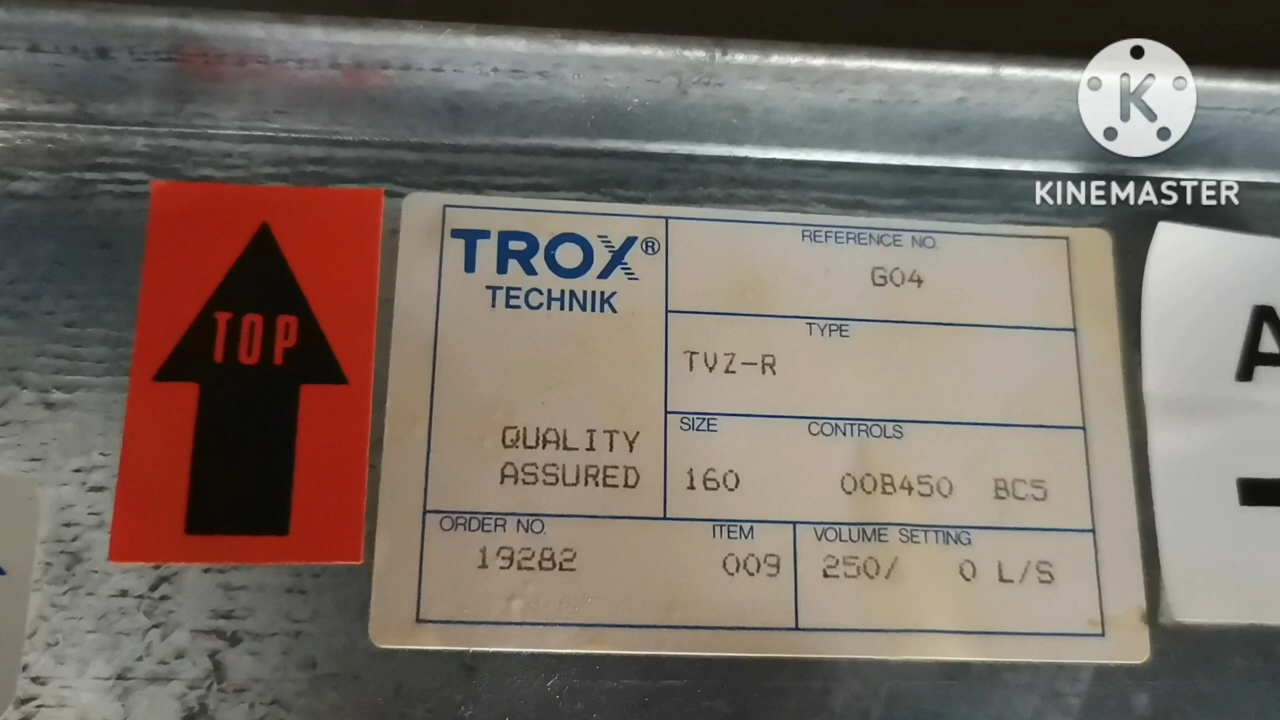 KINEMASTER
TOP
TROX®
TECHNIK
QUALITY
ASSURED
REFERENCE NO.
G04
TYPE
TVZ-R
SIZE CONTROLS
160 00B450 BC5
ORDER NO. ITEM
19282 009
VOLUME SETTING
250/ 0 L/S
A